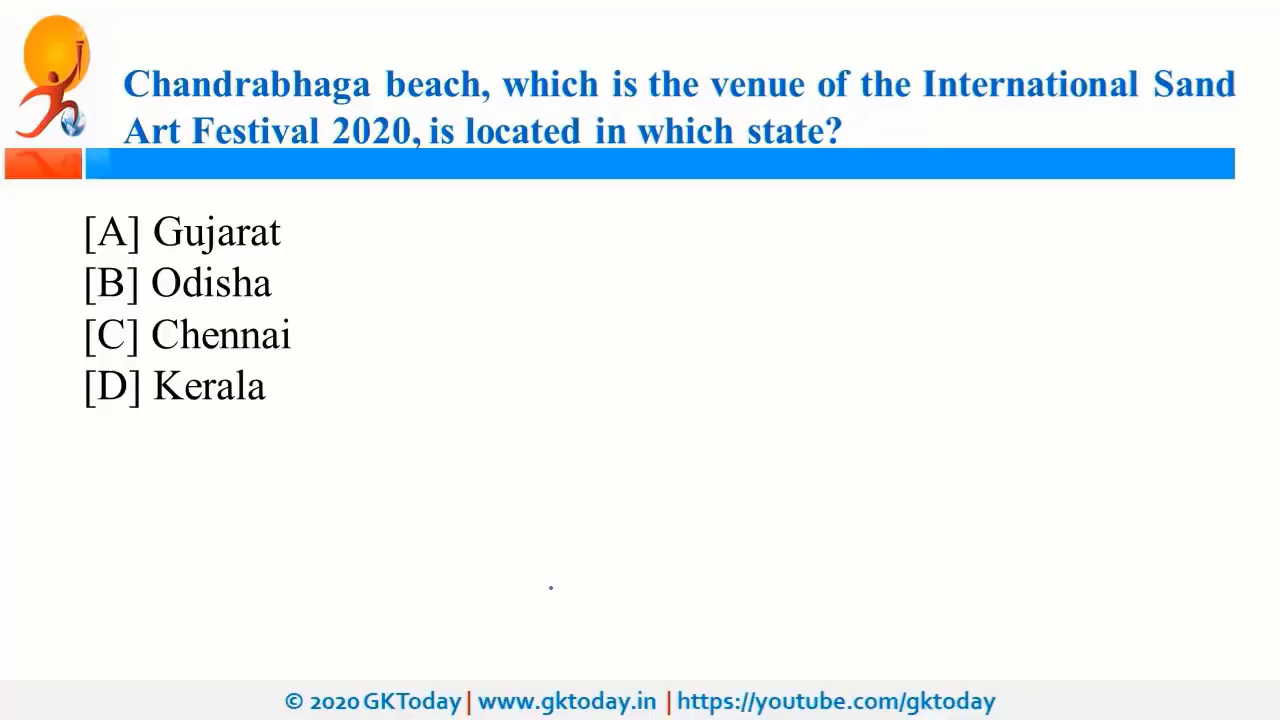 Chandrabhaga beach, which is the venue of the International Sand
Art Festival 2020, is located in which state?
[A] Gujarat
[B] Odisha
[C] Chennai
[D] Kerala
© 2020 GKToday | www.gktoday.in | https://youtube.com/gktoday